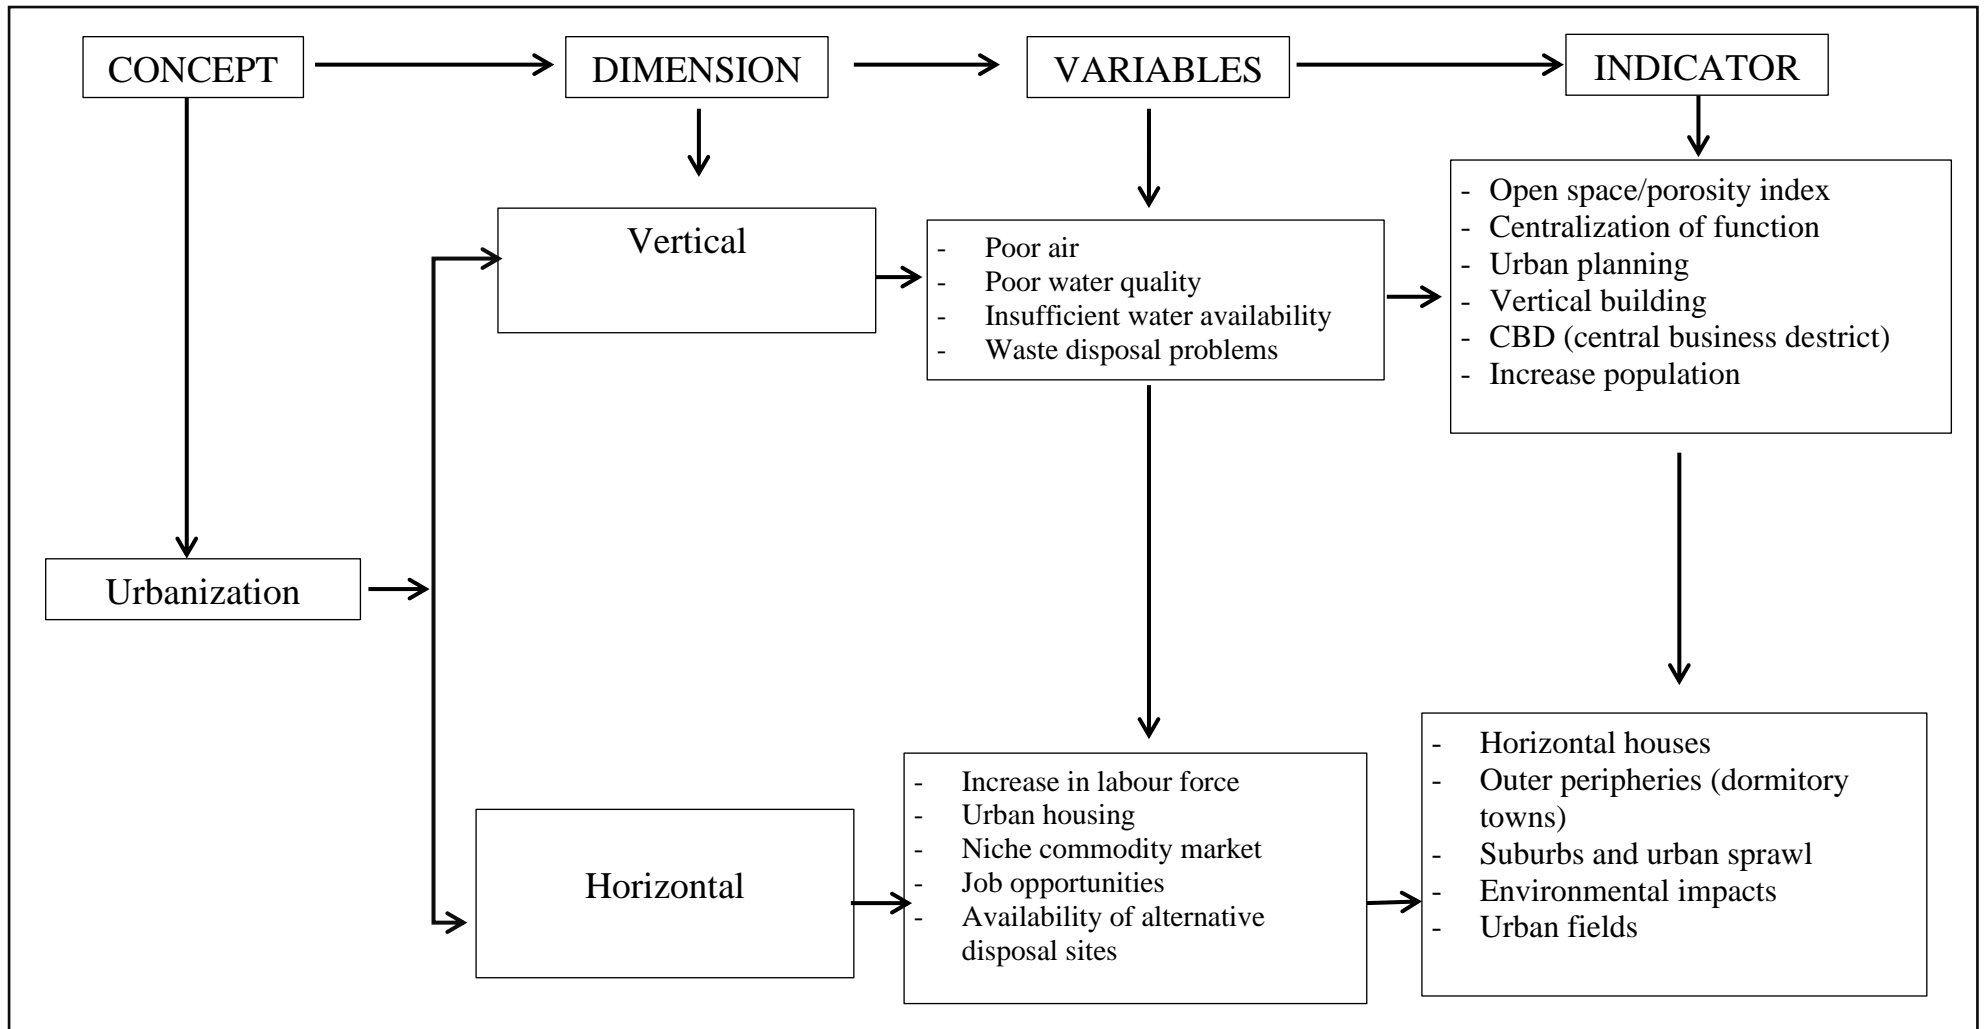 CONCEPT
DIMENSION
VARIABLES
INDICATOR
Vertical
- Poor air
- Poor water quality
- Insufficient water availability
- Waste disposal problems
- Open space/porosity index
- Centralization of function
- Urban planning
- Vertical building
- CBD (central business destrict)
- Increase population
Urbanization
Horizontal
- Increase in labour force
- Urban housing
- Niche commodity market
- Job opportunities
- Availability of alternative
disposal sites
- Horizontal houses
- Outer peripheries (dormitory
towns)
- Suburbs and urban sprawl
- Environmental impacts
- Urban fields